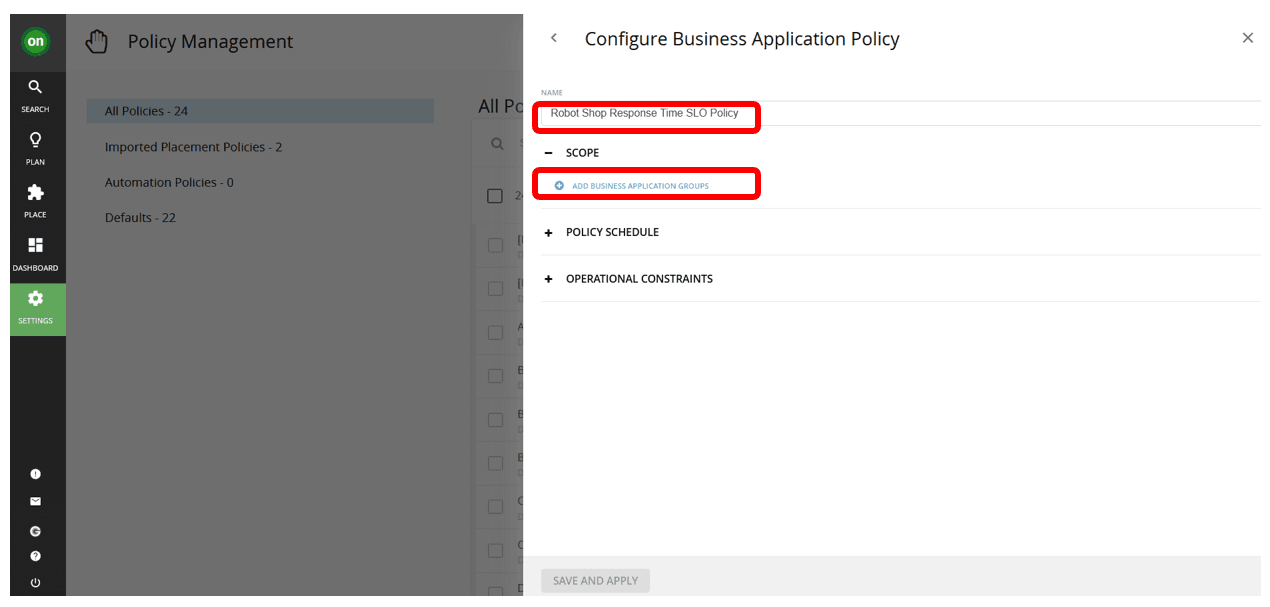 on
Policy Management
SEARCH
PLAN
PLACE
DASHBOARD
SETTINGS
All Policies - 24
Imported Placement Policies - 2
Automation Policies - 0
Defaults - 22
All Po
Configure Business Application Policy
NAME
Robot Shop Response Time SLO Policy
SCOPE
ADD BUSINESS APPLICATION GROUPS
POLICY SCHEDULE
OPERATIONAL CONSTRAINTS
SAVE AND APPLY